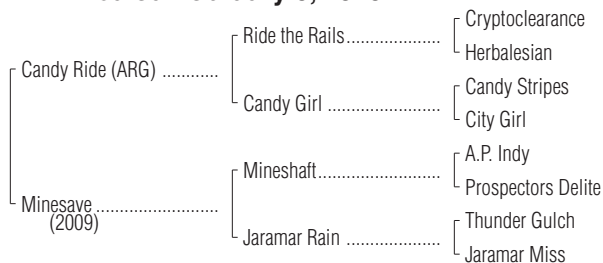 Cryptoclearance
Ride the Rails
Herbalesian
Candy Ride (ARG)
Candy Stripes
Candy Girl
City Girl
A.P. Indy
Mineshaft
Prospectors Delite
Minesave
(2009)
Thunder Gulch
Jaramar Rain
Jaramar Miss